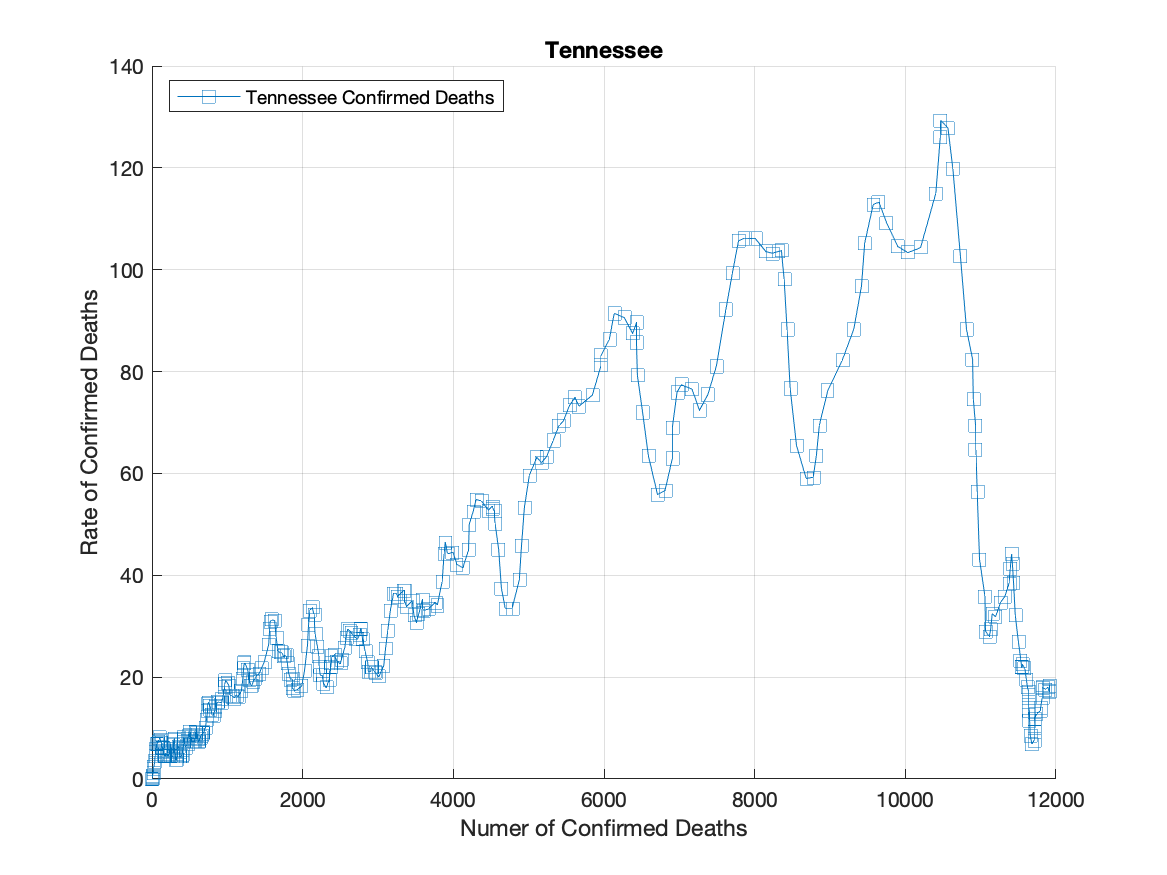 Tennessee
Tennessee Confirmed Deaths
140
120
100
80
60
40
20
0
Rate of Confirmed Deaths
0 2000 4000 6000 8000 10000 12000
Numer of Confirmed Deaths